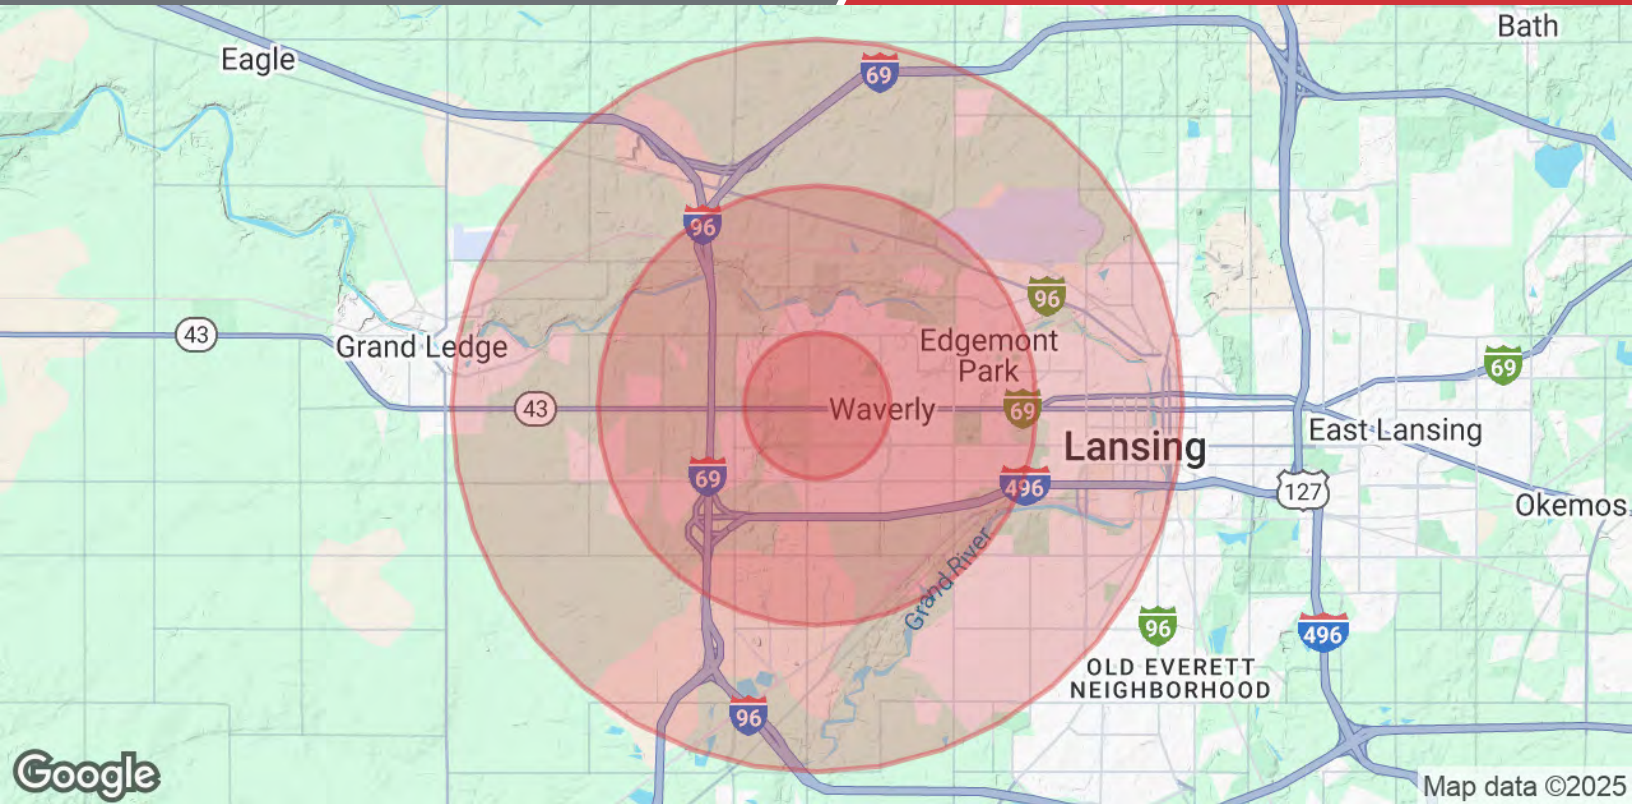 Bath
Eagle
69
96
96
43
Grand Ledge
Edgemont
Park
69
43
Waverly
69
Lansing
East Lansing
69
496
127
Okemos
Grand River
96
496
OLD EVERETT
NEIGHBORHOOD
96
Google
Map data ©2025